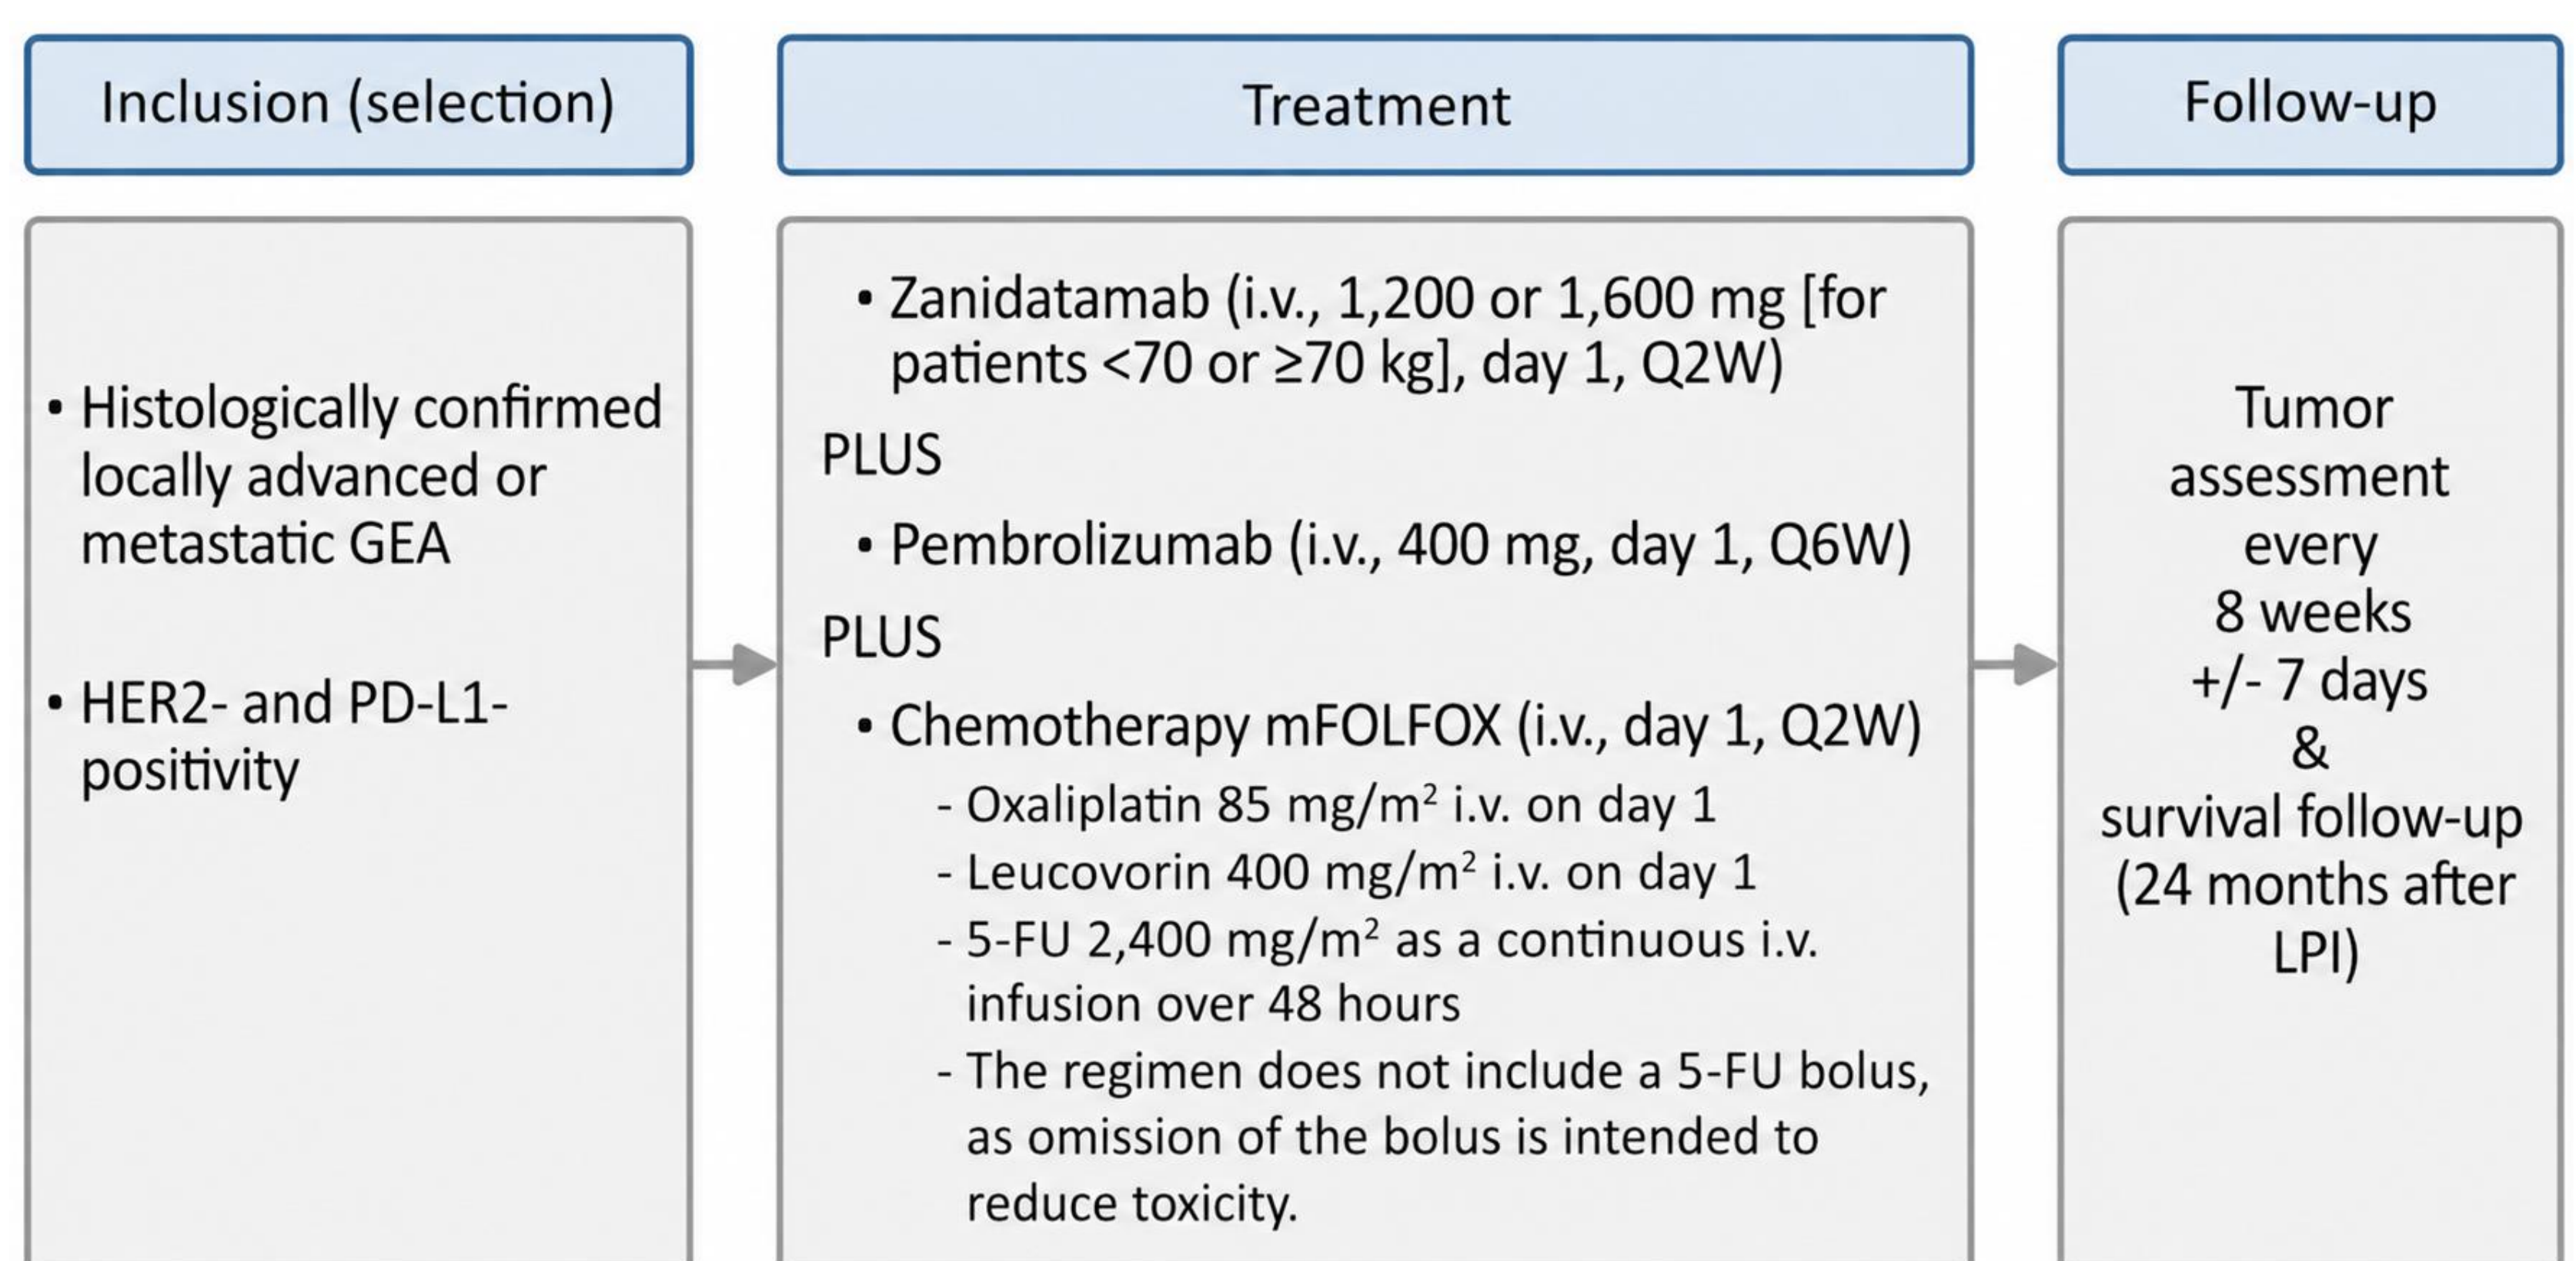 Inclusion (selection)
• Histologically confirmed
locally advanced or
metastatic GEA
• HER2- and PD-L1-
positivity
Treatment
• Zanidatamab (i.v., 1,200 or 1,600 mg [for
patients <70 or ≥70 kg], day 1, Q2W)
PLUS
• Pembrolizumab (i.v., 400 mg, day 1, Q6W)
PLUS
• Chemotherapy mFOLFOX (i.v., day 1, Q2W)
- Oxaliplatin 85 mg/m² i.v. on day 1
- Leucovorin 400 mg/m² i.v. on day 1
- 5-FU 2,400 mg/m² as a continuous i.v.
infusion over 48 hours
- The regimen does not include a 5-FU bolus,
as omission of the bolus is intended to
reduce toxicity.
Follow-up
Tumor
assessment
every
8 weeks
+/- 7 days
&
survival follow-up
(24 months after
LPI)